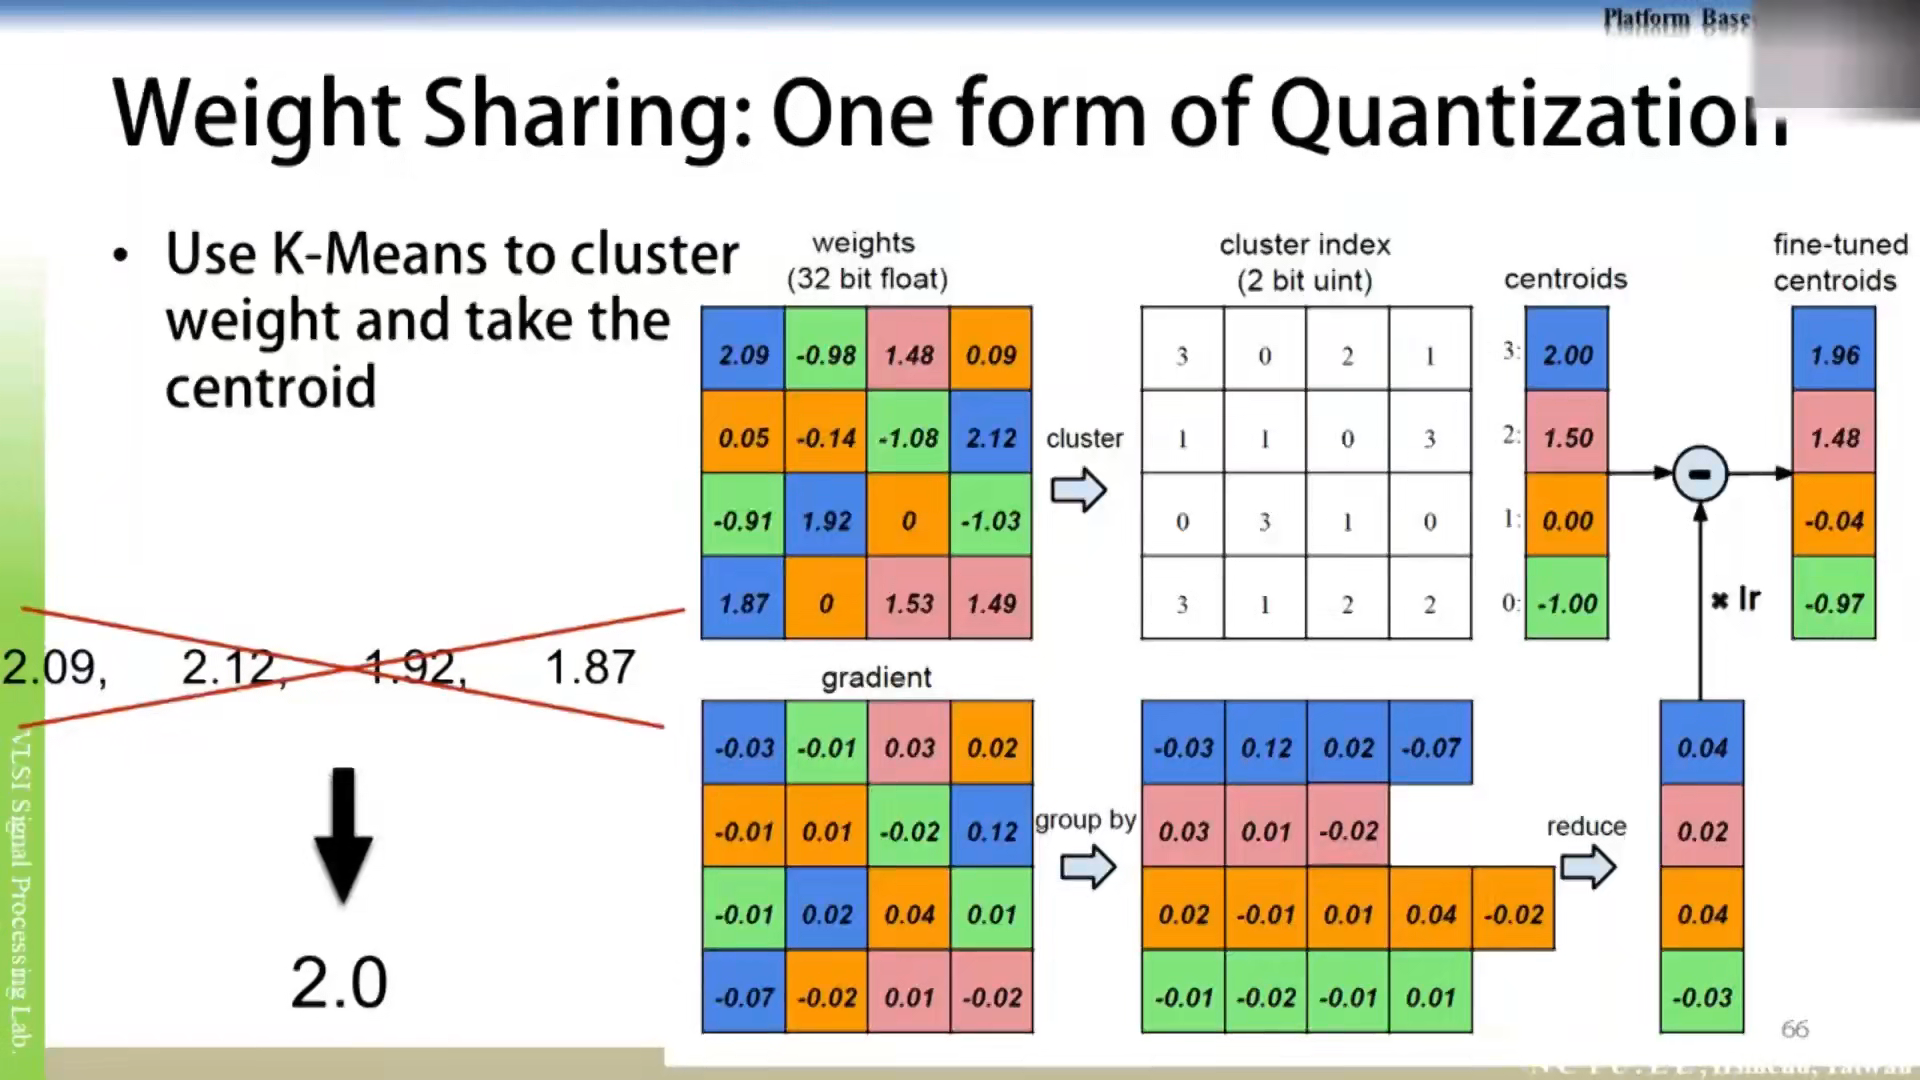 Platform Base
Weight Sharing: One form of Quantization
• Use K-Means to cluster
weight and take the
centroid
2.09, 2.12, 1.92, 1.87
2.0
weights
(32 bit float)
2.09 -0.98 1.48 0.09
0.05 -0.14 -1.08 2.12
-0.91 1.92 0 -1.03
1.87 0 1.53 1.49
cluster
cluster index
(2 bit uint)
3 0 2 1
1 1 0 3
0 3 1 0
3 1 2 2
centroids
3: 2.00
2: 1.50
1: 0.00
0: -1.00
fine-tuned
centroids
1.96
1.48
-0.04
-0.97
× lr
gradient
-0.03 -0.01 0.03 0.02
-0.01 0.01 -0.02 0.12
-0.01 0.02 0.04 0.01
-0.07 -0.02 0.01 -0.02
group by
-0.03 0.12 0.02 -0.07
0.03 0.01 -0.02
0.02 -0.01 0.01 0.04 -0.02
-0.01 -0.02 -0.01 0.01
reduce
0.04
0.02
0.04
-0.03
66
VLSI Signal Processing Lab.